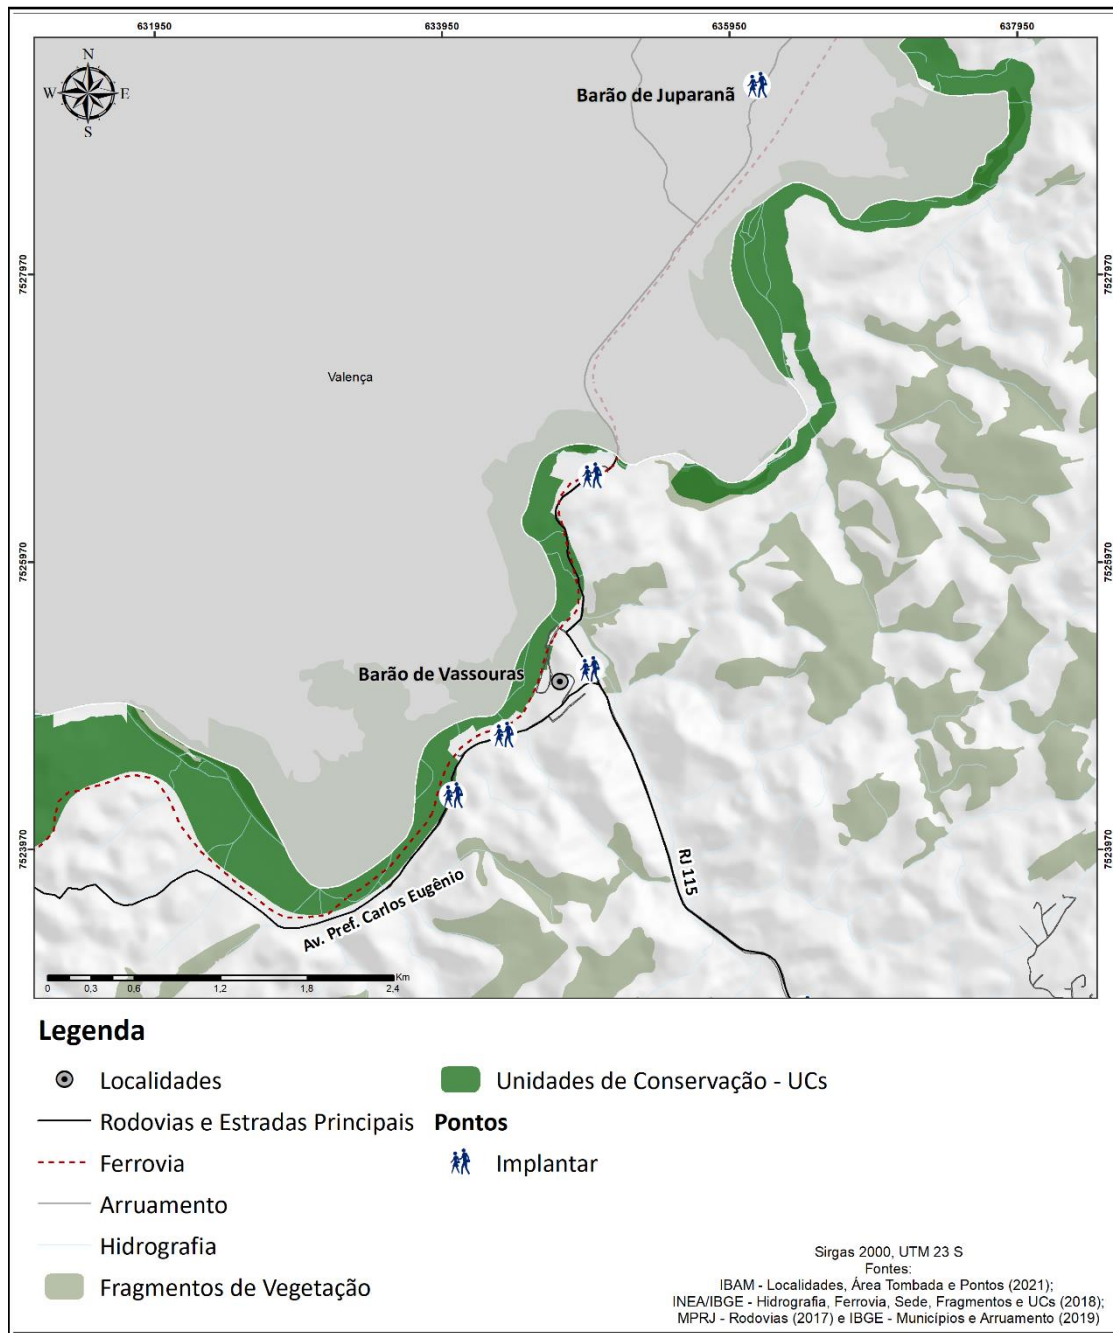 631950 633950 635950 637950
N
W E
S
Barão de Juparanã
7527970 7527970
Valença
7525970 7525970
Barão de Vassouras
7523970 7523970
RJ 115
Av. Pref. Carlos Eugênio
Km
0 0,3 0,6 1,2 1,8 2,4
Legenda
Localidades
Rodovias e Estradas Principais
Ferrovia
Arruamento
Hidrografia
Fragmentos de Vegetação
Unidades de Conservação - UCs
Pontos
Implantar
Sirgas 2000, UTM 23 S
Fontes:
IBAM - Localidades, Área Tombada e Pontos (2021);
INEA/IBGE - Hidrografia, Ferrovia, Sede, Fragmentos e UCs (2018);
MPRJ - Rodovias (2017) e IBGE - Municípios e Arruamento (2019)